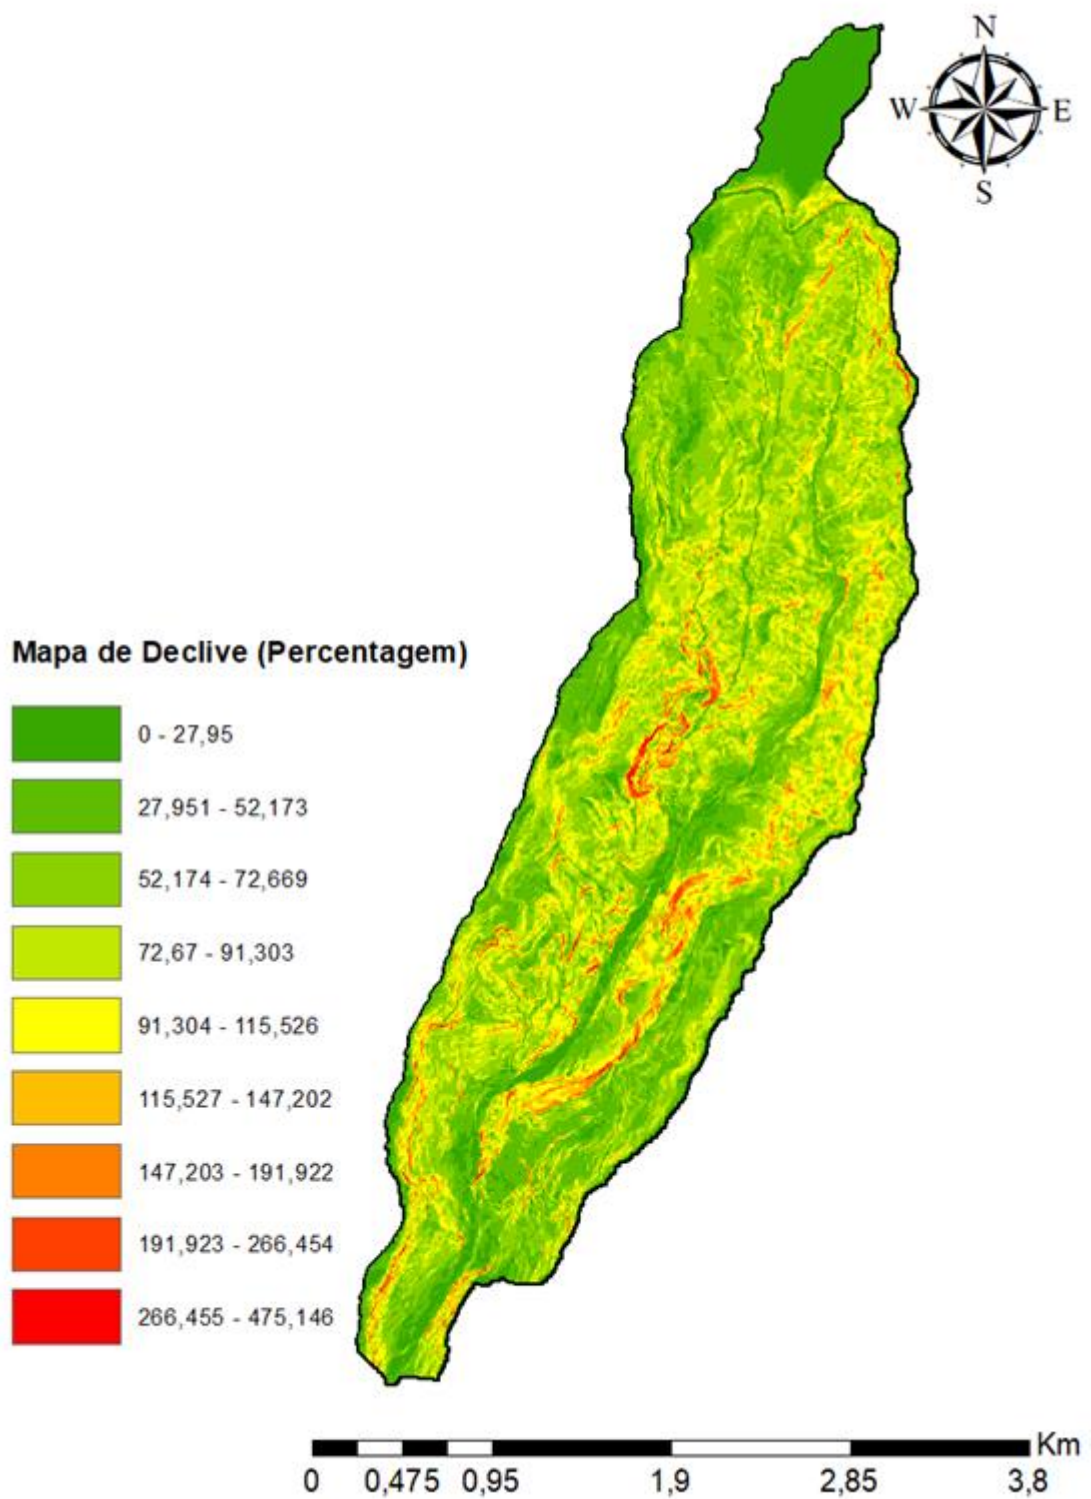 N
W E
S
Mapa de Declive (Percentagem)
0 - 27,95
27,951 - 52,173
52,174 - 72,669
72,67 - 91,303
91,304 - 115,526
115,527 - 147,202
147,203 - 191,922
191,923 - 266,454
266,455 - 475,146
Km
0 0,475 0,95 1,9 2,85 3,8